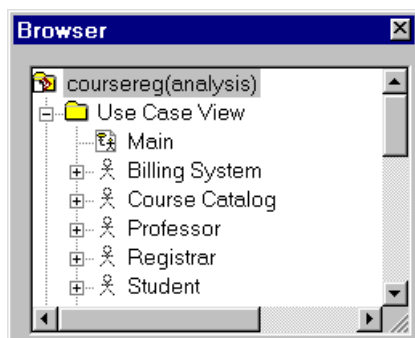 Browser
coursereg(analysis)
Use Case View
Main
Billing System
Course Catalog
Professor
Registrar
Student